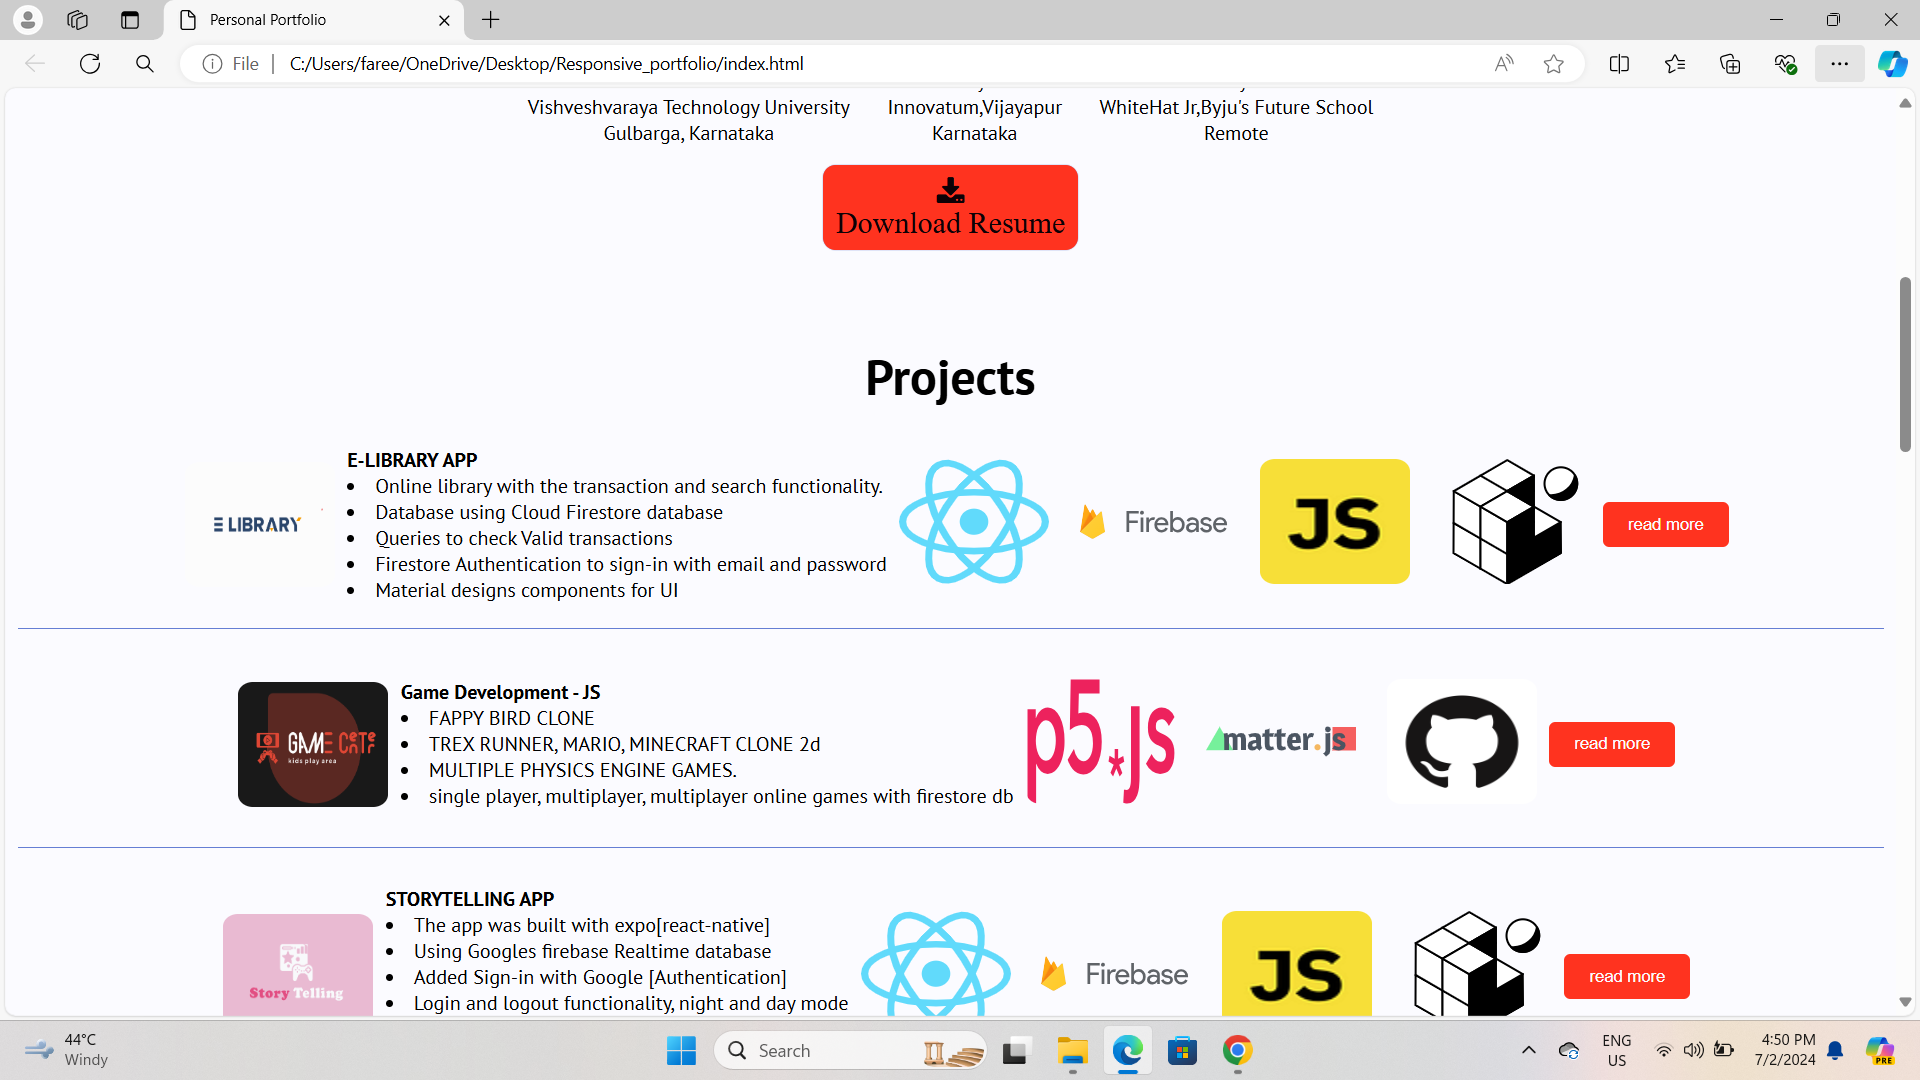 Personal Portfolio
File
C:/Users/faree/OneDrive/Desktop/Responsive_portfolio/index.html
Vishveshvaraya Technology University
Gulbarga, Karnataka
Innovatum,Vijayapur
Karnataka
WhiteHat Jr,Byju's Future School
Remote
Download Resume
Projects
E LIBRARY
E-LIBRARY APP
• Online library with the transaction and search functionality.
• Database using Cloud Firestore database
• Queries to check Valid transactions
• Firestore Authentication to sign-in with email and password
• Material designs components for UI
Firebase
JS
read more
kids play area
Game Development - JS
• FAPPY BIRD CLONE
• TREX RUNNER, MARIO, MINECRAFT CLONE 2d
• MULTIPLE PHYSICS ENGINE GAMES.
• single player, multiplayer, multiplayer online games with firestore db
p5*js
matter.js
read more
Story Telling
STORYTELLING APP
• The app was built with expo[react-native]
• Using Googles firebase Realtime database
• Added Sign-in with Google [Authentication]
• Login and logout functionality, night and day mode
Firebase
JS
read more
44°C
Windy
Search
ENG
US
4:50 PM
7/2/2024
PRE